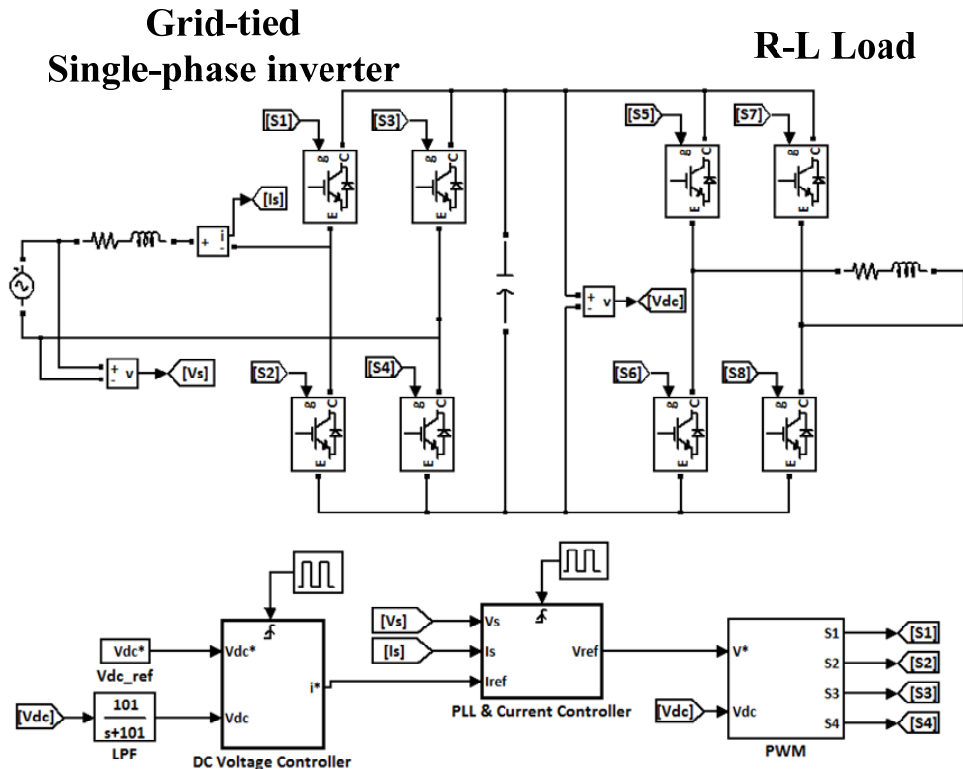 Grid-tied
Single-phase inverter
R-L Load
[S1]
[S3]
[S5]
[S7]
g C
E
g C
E
g C
E
g C
E
[Is]
+ i
-
+
- v
[Vdc]
+
- v
[Vs]
[S2]
[S4]
[S6]
[S8]
g C
E
g C
E
g C
E
g C
E
Vdc*
Vdc_ref
[Vdc]
101
s+101
LPF
Vdc*
Vdc
i*
DC Voltage Controller
[Vs]
[Is]
Vs
Is
Iref
Vref
PLL & Current Controller
[Vdc]
V*
Vdc
S1
S2
S3
S4
PWM
[S1]
[S2]
[S3]
[S4]